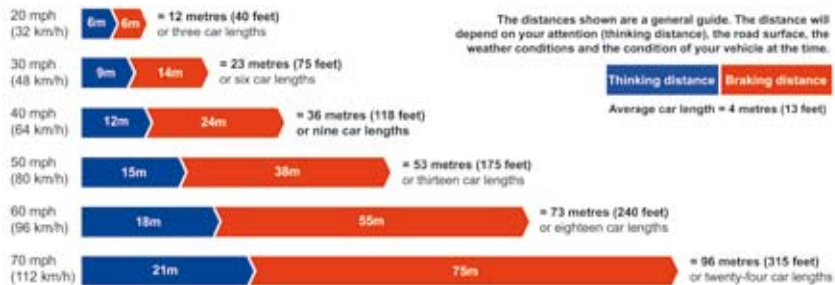 20 mph
(32 km/h)
6m
6m
= 12 metres (40 feet)
or three car lengths
The distances shown are a general guide. The distance will
depend on your attention (thinking distance), the road surface, the
weather conditions and the condition of your vehicle at the time.
Thinking distance
Braking distance
Average car length = 4 metres (13 feet)
30 mph
(48 km/h)
9m
14m
= 23 metres (75 feet)
or six car lengths
40 mph
(64 km/h)
12m
24m
= 36 metres (118 feet)
or nine car lengths
50 mph
(80 km/h)
15m
38m
= 53 metres (175 feet)
or thirteen car lengths
60 mph
(96 km/h)
18m
55m
= 73 metres (240 feet)
or eighteen car lengths
70 mph
(112 km/h)
21m
75m
= 96 metres (315 feet)
or twenty-four car lengths